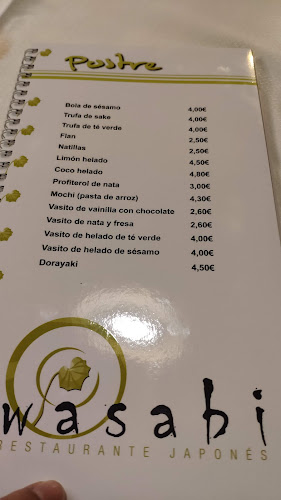 Postre
Bola de sésamo 4,00€
Trufa de sake 4,00€
Trufa de té verde 4,00€
Flan 2,50€
Natillas 2,50€
Limón helado 4,50€
Coco helado 4,80€
Profiterol de nata 3,00€
Mochi (pasta de arroz) 4,30€
Vasito de vainilla con chocolate 2,60€
Vasito de nata y fresa 2,60€
Vasito de helado de té verde 4,00€
Vasito de helado de sésamo 4,00€
Dorayaki 4,50€
wasabi
RESTAURANTE JAPONÉS